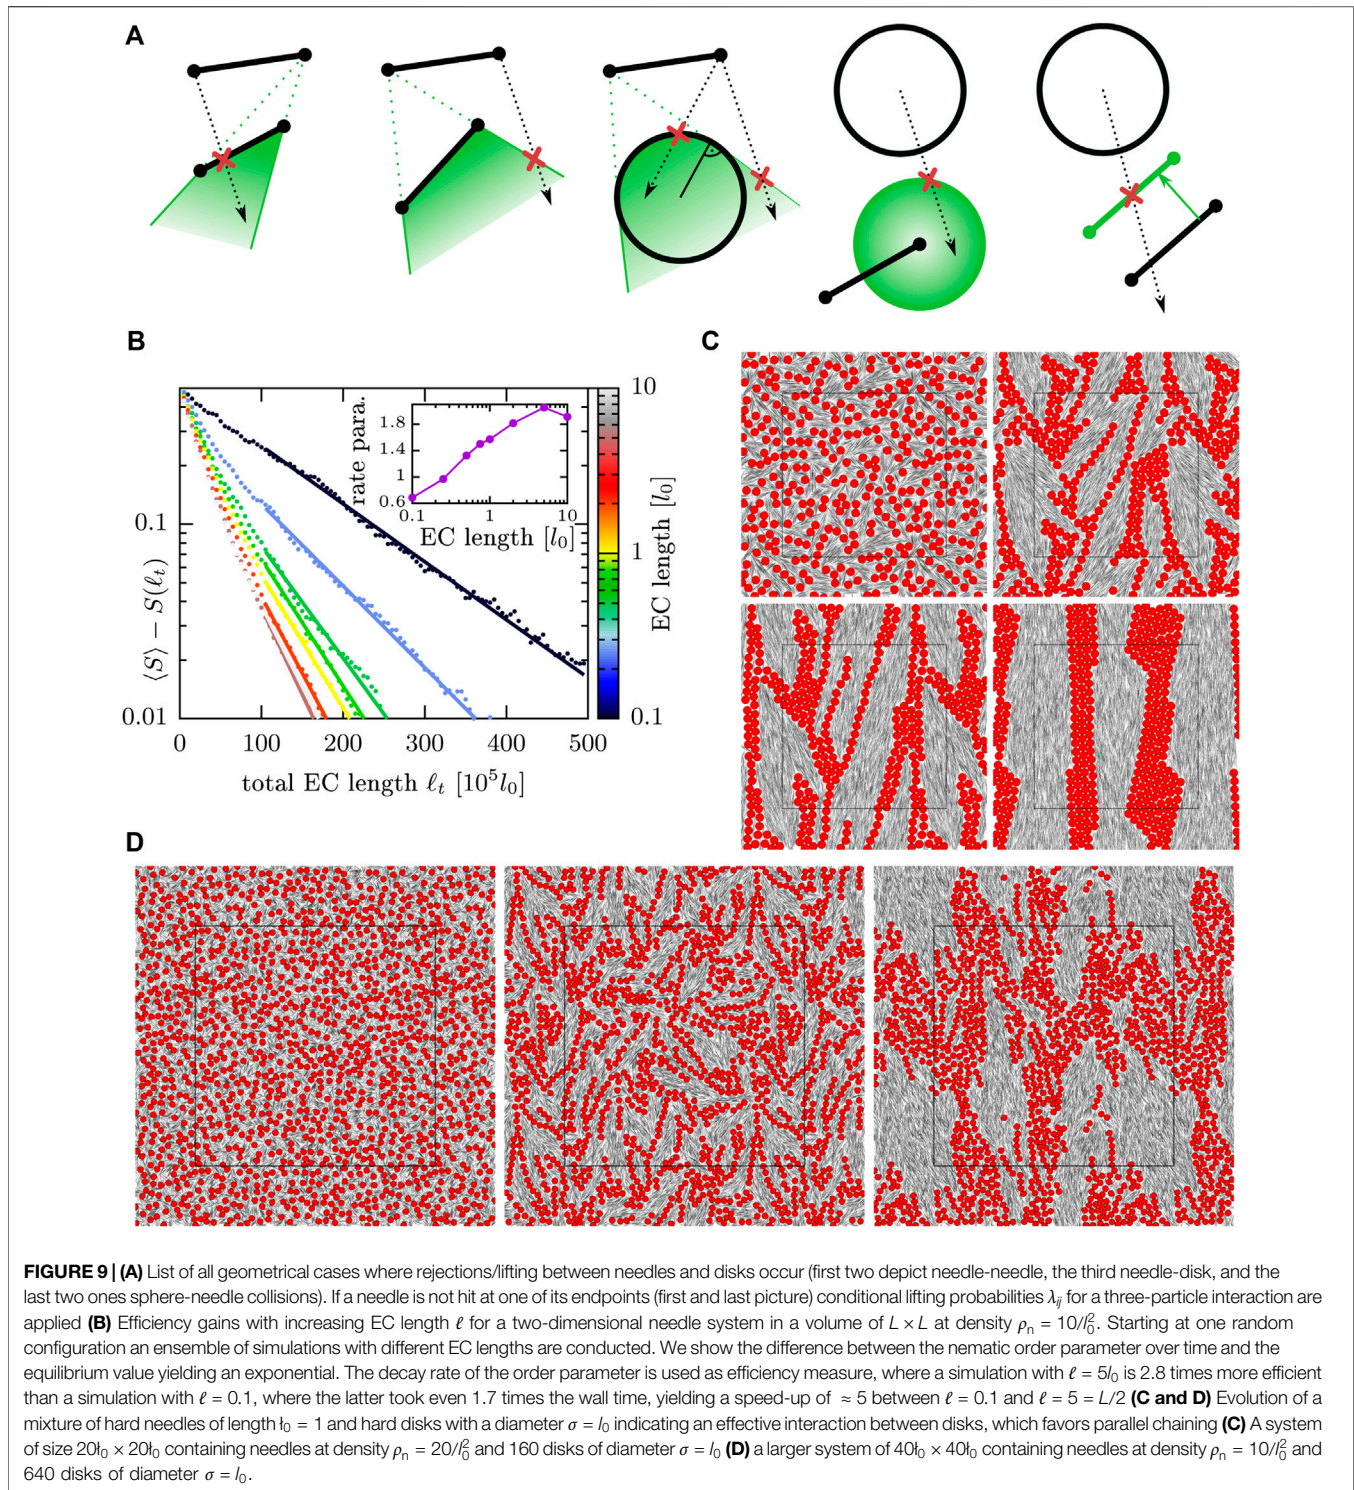 A
B
C
⟨S⟩ − S(ℓt)
0.1
0.01
0
100
200
300
400
500
total EC length ℓt [10^5 l0]
rate para.
1.8
1.4
1
0.6
0.1
1
10
EC length [l0]
10
1
0.1
EC length [l0]
D
FIGURE 9 | (A) List of all geometrical cases where rejections/lifting between needles and disks occur (first two depict needle-needle, the third needle-disk, and the
last two ones sphere-needle collisions). If a needle is not hit at one of its endpoints (first and last picture) conditional lifting probabilities λij for a three-particle interaction are
applied (B) Efficiency gains with increasing EC length ℓ for a two-dimensional needle system in a volume of L × L at density ρn = 10/l0^2. Starting at one random
configuration an ensemble of simulations with different EC lengths are conducted. We show the difference between the nematic order parameter over time and the
equilibrium value yielding an exponential. The decay rate of the order parameter is used as efficiency measure, where a simulation with ℓ = 5l0 is 2.8 times more efficient
than a simulation with ℓ = 0.1, where the latter took even 1.7 times the wall time, yielding a speed-up of ≈ 5 between ℓ = 0.1 and ℓ = 5 = L/2 (C and D) Evolution of a
mixture of hard needles of length ł0 = 1 and hard disks with a diameter σ = l0 indicating an effective interaction between disks, which favors parallel chaining (C) A system
of size 20ł0 × 20ł0 containing needles at density ρn = 20/l0^2 and 160 disks of diameter σ = l0 (D) a larger system of 40ł0 × 40ł0 containing needles at density ρn = 10/l0^2 and
640 disks of diameter σ = l0.